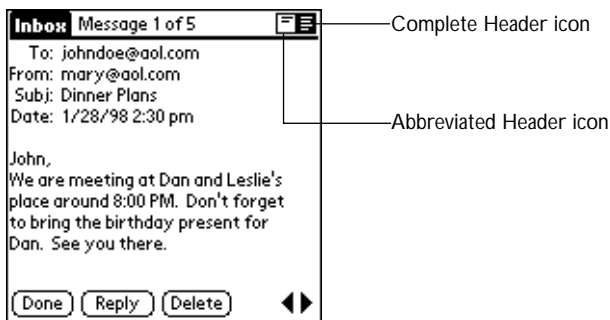 Inbox Message 1 of 5
Complete Header icon
To: johndoe@aol.com
From: mary@aol.com
Subj: Dinner Plans
Date: 1/28/98 2:30 pm
Abbreviated Header icon
John,
We are meeting at Dan and Leslie's
place around 8:00 PM. Don't forget
to bring the birthday present for
Dan. See you there.
Done Reply Delete